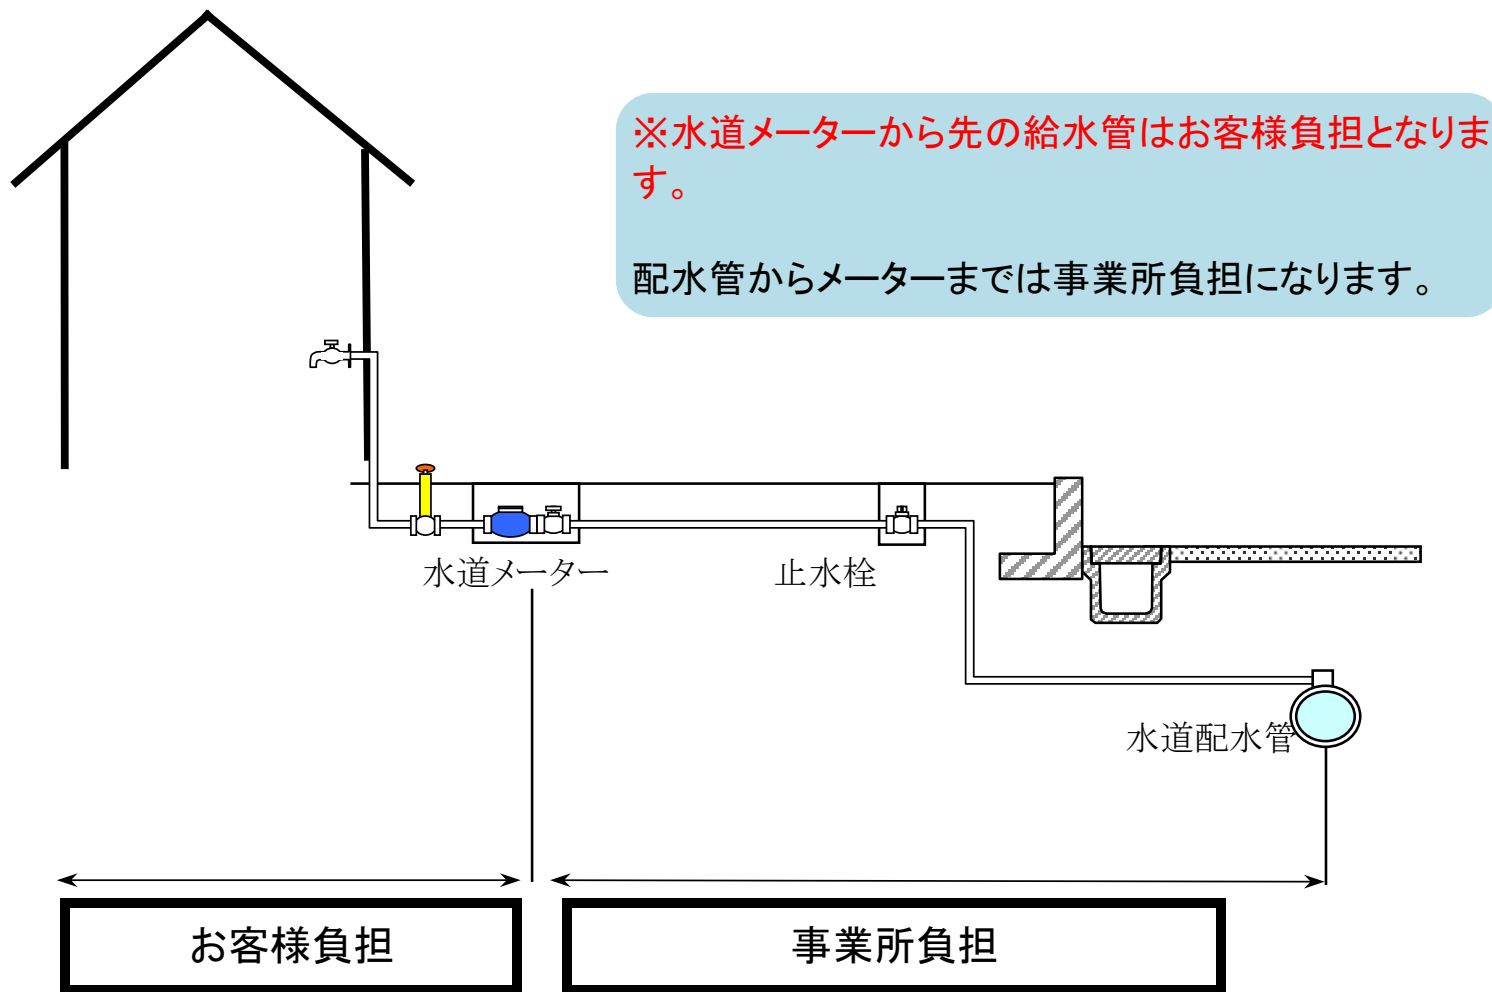 ※水道メーターから先の給水管はお客様負担となりま
す。
配水管からメーターまでは事業所負担になります。
水道メーター
止水栓
水道配水管
お客様負担
事業所負担